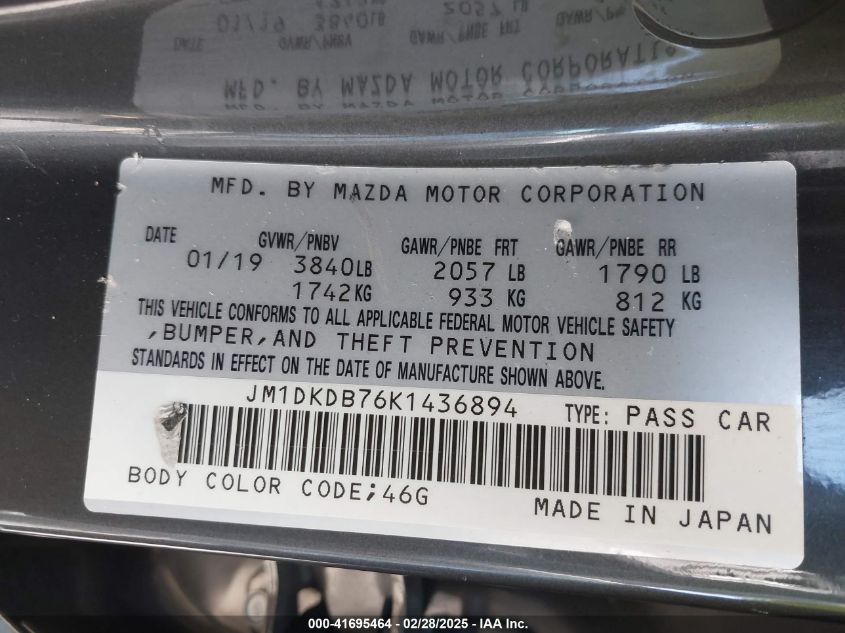 MFD. BY MAZDA MOTOR CORPORATION
DATE GVWR/PNBV GAWR/PNBE FRT GAWR/PNBE RR
01/19 3840LB 2057 LB 1790 LB
1742KG 933 KG 812 KG
THIS VEHICLE CONFORMS TO ALL APPLICABLE FEDERAL MOTOR VEHICLE SAFETY
,BUMPER,AND THEFT PREVENTION
STANDARDS IN EFFECT ON THE DATE OF MANUFACTURE SHOWN ABOVE.
JM1DKDB76K1436894 TYPE: PASS CAR
BODY COLOR CODE;46G MADE IN JAPAN
000-41695464 / 02/28/2025 - IAA Inc.